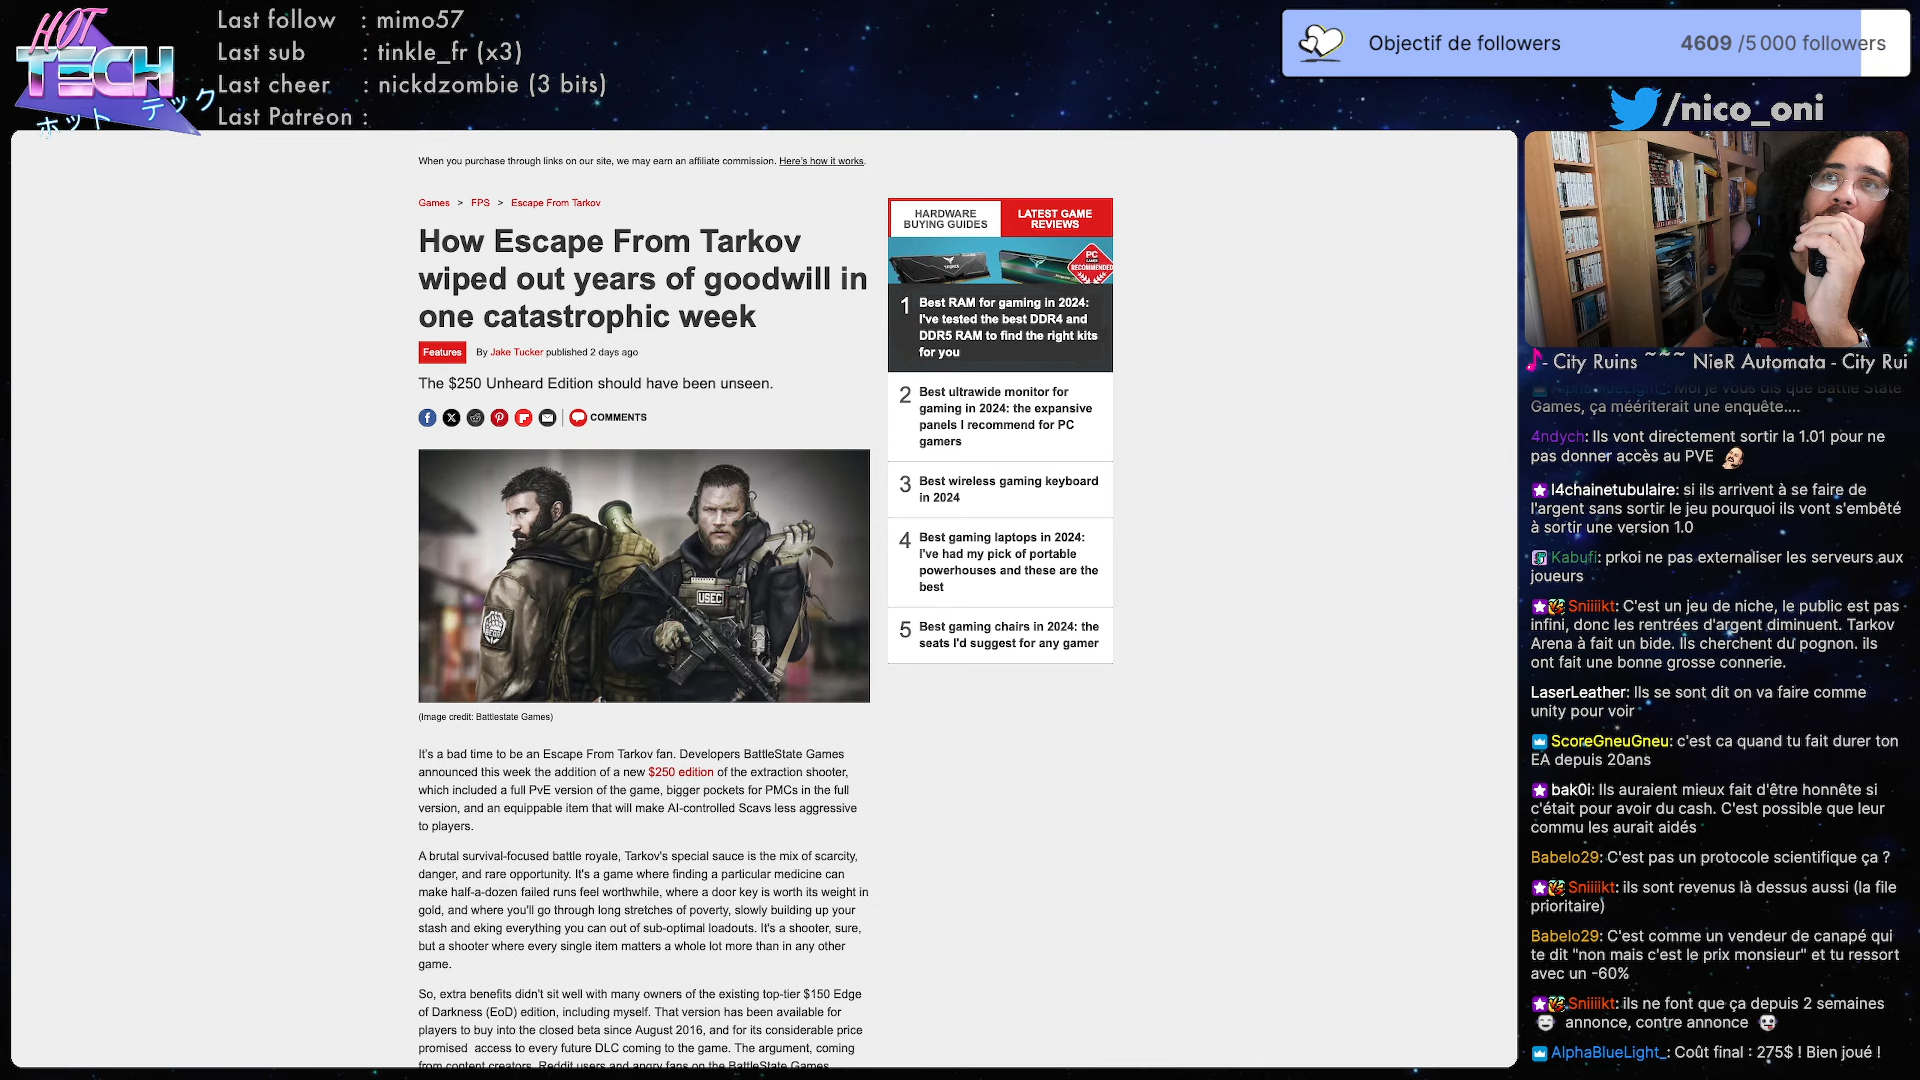 HOT
TECH
ホット テック
Last follow : mimo57
Last sub : tinkle_fr (x3)
Last cheer : nickdzombie (3 bits)
Last Patreon :
Objectif de followers 4609 /5 000 followers
/nico_oni
When you purchase through links on our site, we may earn an affiliate commission. Here's how it works.
Games > FPS > Escape From Tarkov
How Escape From Tarkov
wiped out years of goodwill in
one catastrophic week
Features By Jake Tucker published 2 days ago
The $250 Unheard Edition should have been unseen.
COMMENTS
USEC
(Image credit: Battlestate Games)
It's a bad time to be an Escape From Tarkov fan. Developers BattleState Games
announced this week the addition of a new $250 edition of the extraction shooter,
which included a full PvE version of the game, bigger pockets for PMCs in the full
version, and an equippable item that will make AI-controlled Scavs less aggressive
to players.
A brutal survival-focused battle royale, Tarkov's special sauce is the mix of scarcity,
danger, and rare opportunity. It's a game where finding a particular medicine can
make half-a-dozen failed runs feel worthwhile, where a door key is worth its weight in
gold, and where you'll go through long stretches of poverty, slowly building up your
stash and eking everything you can out of sub-optimal loadouts. It's a shooter, sure,
but a shooter where every single item matters a whole lot more than in any other
game.
So, extra benefits didn't sit well with many owners of the existing top-tier $150 Edge
of Darkness (EoD) edition, including myself. That version has been available for
players to buy into the closed beta since August 2016, and for its considerable price
promised access to every future DLC coming to the game. The argument, coming
from content creators, Reddit users and angry fans on the BattleState Games
HARDWARE
BUYING GUIDES
LATEST GAME
REVIEWS
PC
GAMER
RECOMMENDED
1 Best RAM for gaming in 2024:
I've tested the best DDR4 and
DDR5 RAM to find the right kits
for you
2 Best ultrawide monitor for
gaming in 2024: the expansive
panels I recommend for PC
gamers
3 Best wireless gaming keyboard
in 2024
4 Best gaming laptops in 2024:
I've had my pick of portable
powerhouses and these are the
best
5 Best gaming chairs in 2024: the
seats I'd suggest for any gamer
- City Ruins ~~~ NieR Automata - City Rui
AlphaBlueLight_: Moi je vous dis que Battle State
Games, ça méériterait une enquête....
4ndych: Ils vont directement sortir la 1.01 pour ne
pas donner accès au PVE
l4chainetubulaire: si ils arrivent à se faire de
l'argent sans sortir le jeu pourquoi ils vont s'embêté
à sortir une version 1.0
Kabufi: prkoi ne pas externaliser les serveurs aux
joueurs
Sniiiikt: C'est un jeu de niche, le public est pas
infini, donc les rentrées d'argent diminuent. Tarkov
Arena à fait un bide. Ils cherchent du pognon. ils
ont fait une bonne grosse connerie.
LaserLeather: Ils se sont dit on va faire comme
unity pour voir
ScoreGneuGneu: c'est ca quand tu fait durer ton
EA depuis 20ans
bak0i: Ils auraient mieux fait d'être honnête si
c'était pour avoir du cash. C'est possible que leur
commu les aurait aidés
Babelo29: C'est pas un protocole scientifique ça ?
Sniiiikt: ils sont revenus là dessus aussi (la file
prioritaire)
Babelo29: C'est comme un vendeur de canapé qui
te dit "non mais c'est le prix monsieur" et tu ressort
avec un -60%
Sniiiikt: ils ne font que ça depuis 2 semaines
annonce, contre annonce
AlphaBlueLight_: Coût final : 275$ ! Bien joué !